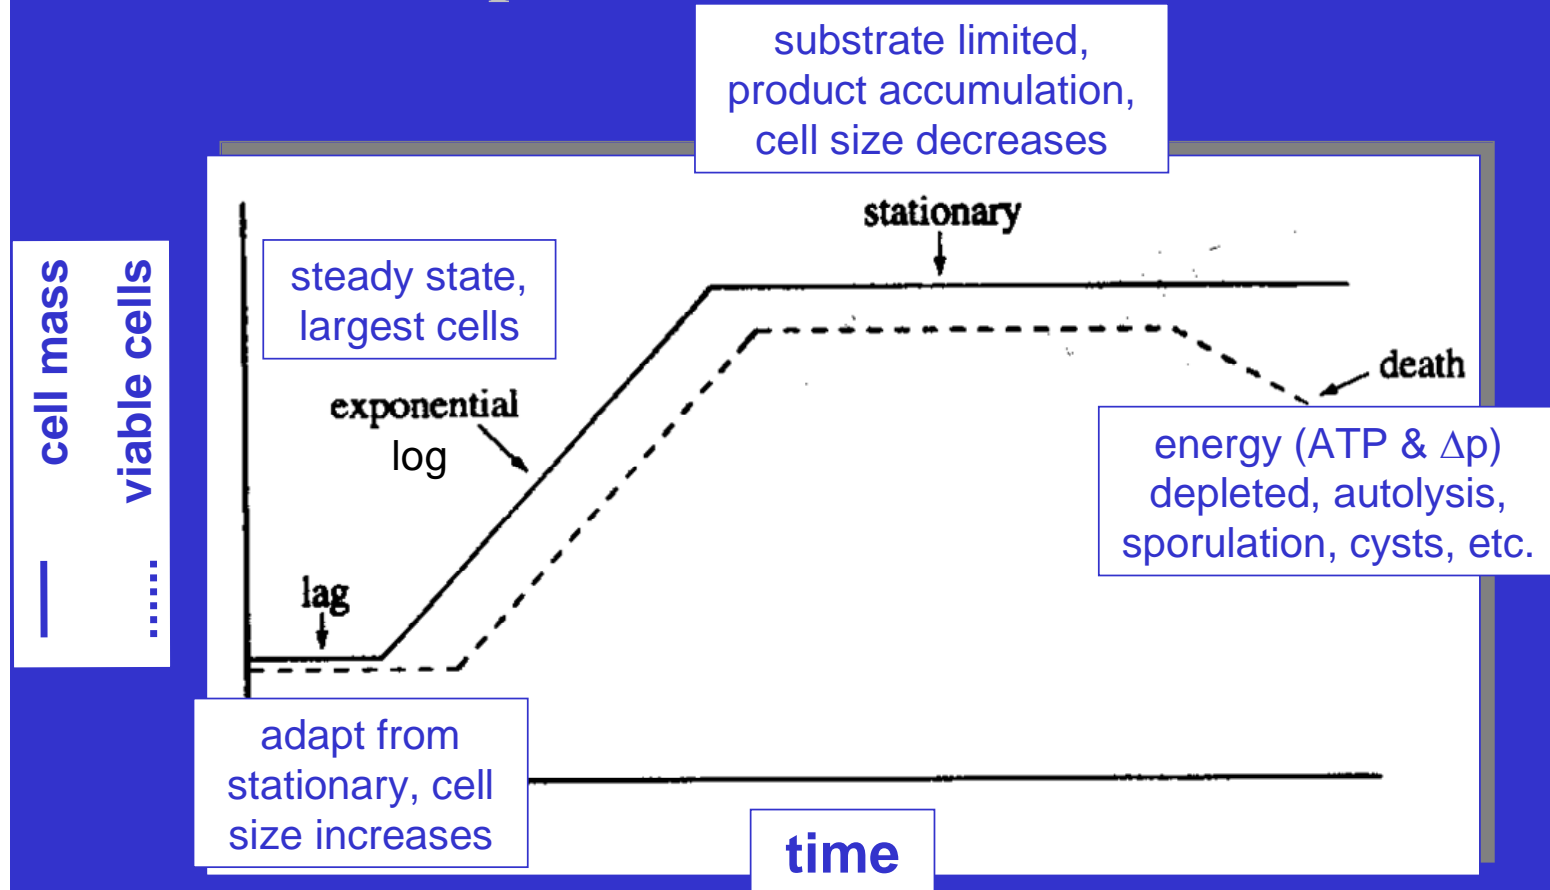 substrate limited,
product accumulation,
cell size decreases
stationary
steady state,
largest cells
cell mass
viable cells
exponential
log
death
energy (ATP & Δp)
depleted, autolysis,
sporulation, cysts, etc.
lag
adapt from
stationary, cell
size increases
time